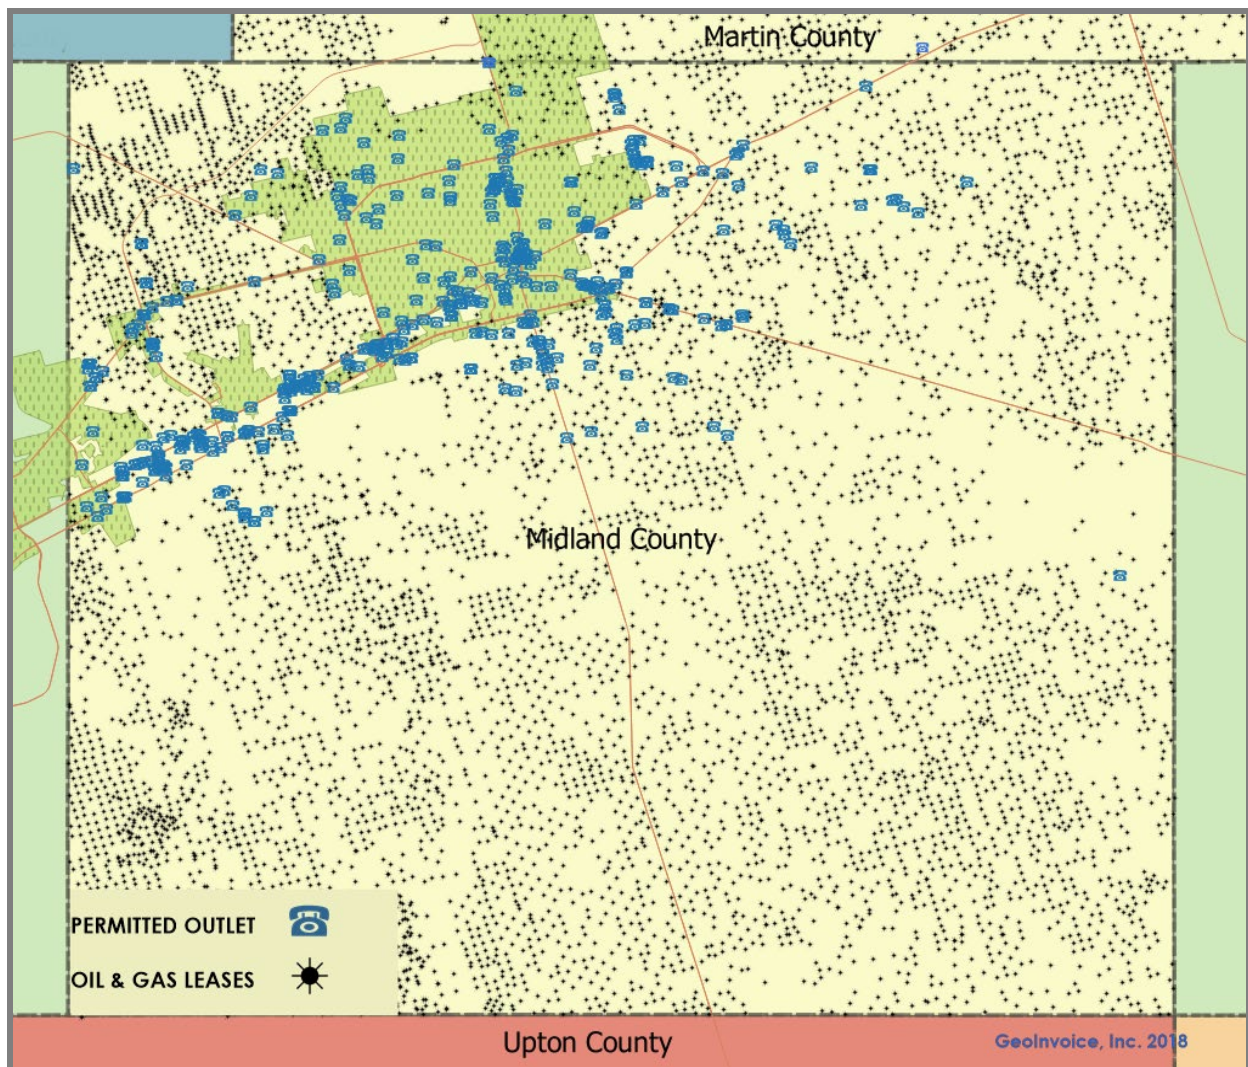 Martin County
Midland County
PERMITTED OUTLET
OIL & GAS LEASES
Upton County
GeoInvoice, Inc. 2018